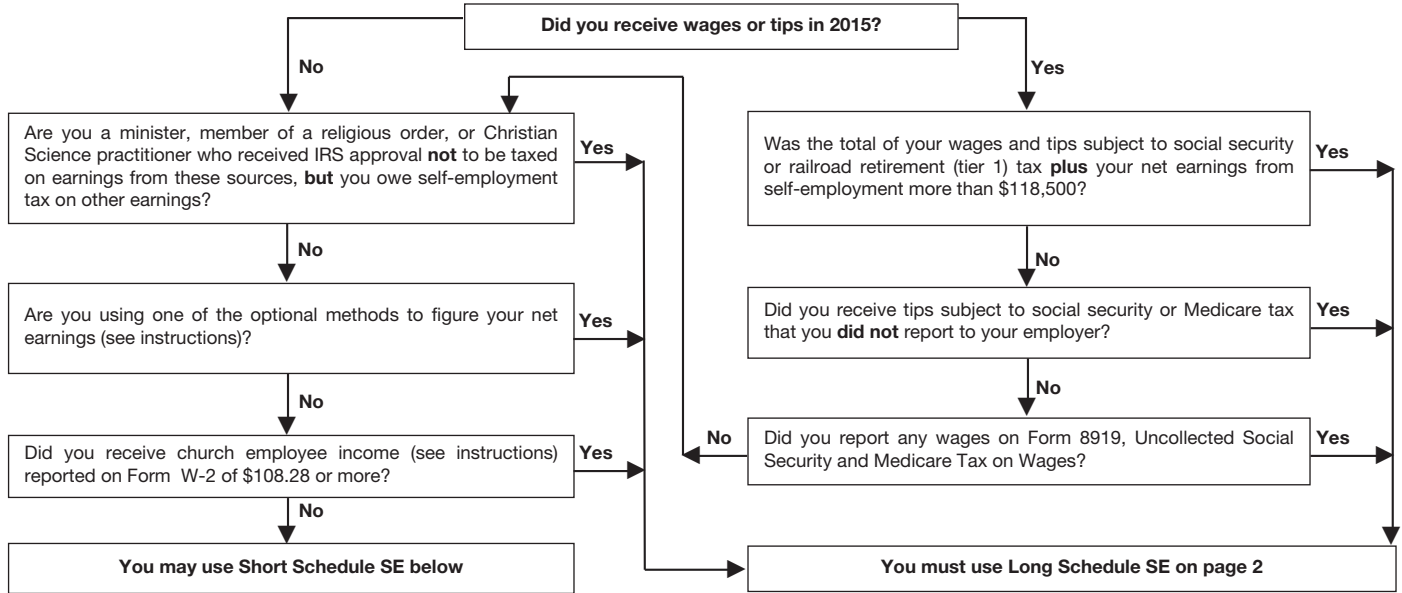 Did you receive wages or tips in 2015?
No
Yes
Are you a minister, member of a religious order, or Christian
Science practitioner who received IRS approval not to be taxed
on earnings from these sources, but you owe self-employment
tax on other earnings?
Yes
Was the total of your wages and tips subject to social security
or railroad retirement (tier 1) tax plus your net earnings from
self-employment more than $118,500?
Yes
No
No
Are you using one of the optional methods to figure your net
earnings (see instructions)?
Yes
Did you receive tips subject to social security or Medicare tax
that you did not report to your employer?
Yes
No
No
Did you receive church employee income (see instructions)
reported on Form W-2 of $108.28 or more?
Yes
No
Did you report any wages on Form 8919, Uncollected Social
Security and Medicare Tax on Wages?
Yes
No
You may use Short Schedule SE below
You must use Long Schedule SE on page 2